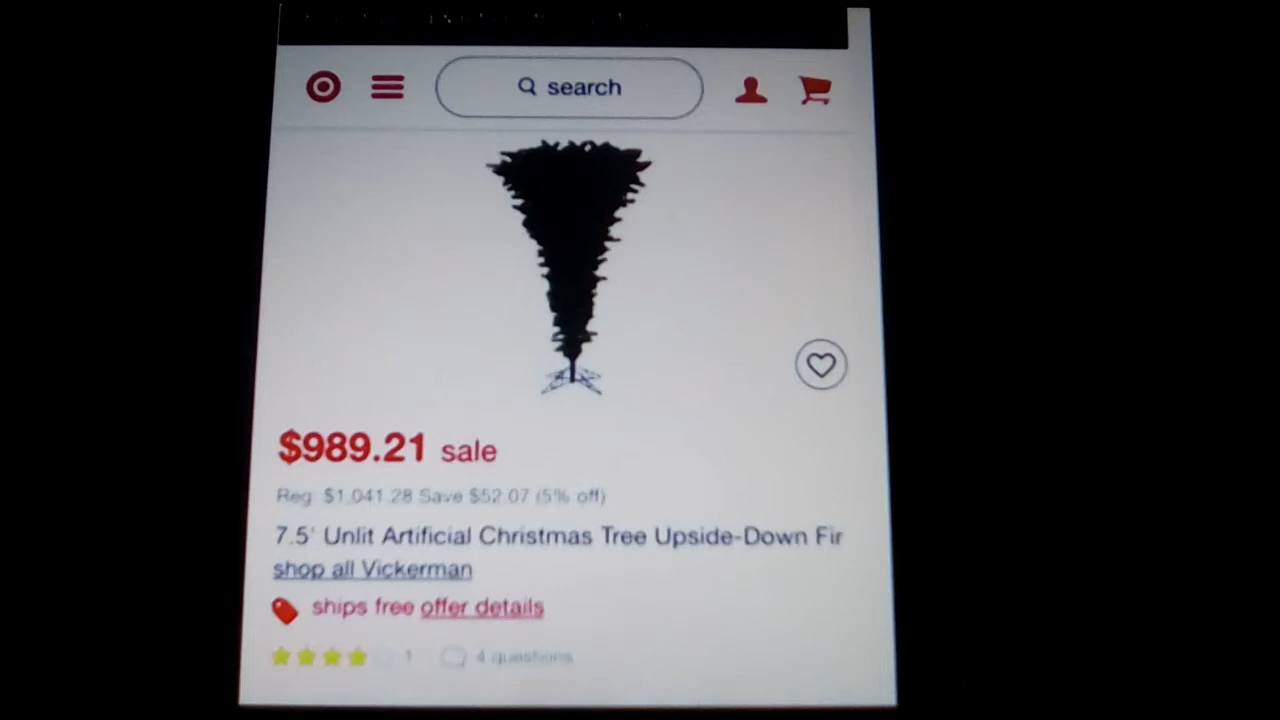 search
$989.21 sale
Reg: $1,041.28 Save $52.07 (5% off)
7.5' Unlit Artificial Christmas Tree Upside-Down Fir
shop all Vickerman
ships free offer details
1 4 questions